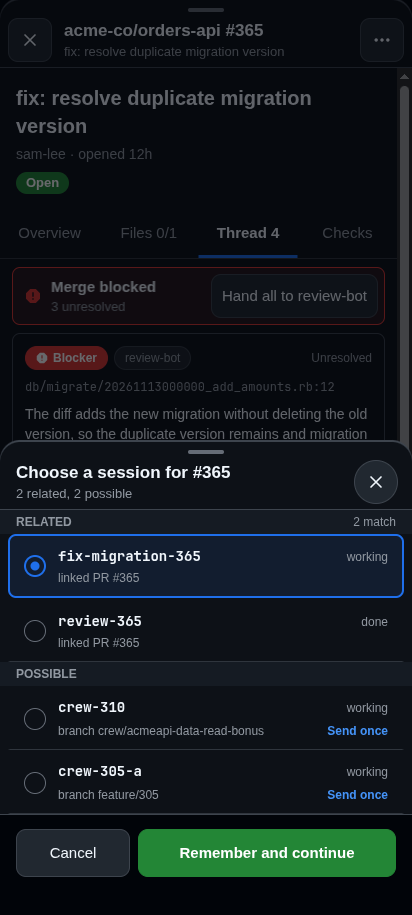 acme-co/orders-api #365
fix: resolve duplicate migration version
fix: resolve duplicate migration
version
sam-lee · opened 12h
Open
Overview Files 0/1 Thread 4 Checks
Merge blocked
3 unresolved
Hand all to review-bot
Blocker review-bot Unresolved
db/migrate/20261113000000_add_amounts.rb:12
The diff adds the new migration without deleting the old
version, so the duplicate version remains and migration
Choose a session for #365
2 related, 2 possible
RELATED 2 match
fix-migration-365 working
linked PR #365
review-365 done
linked PR #365
POSSIBLE
crew-310 working
branch crew/acmeapi-data-read-bonus Send once
crew-305-a working
branch feature/305 Send once
Cancel Remember and continue